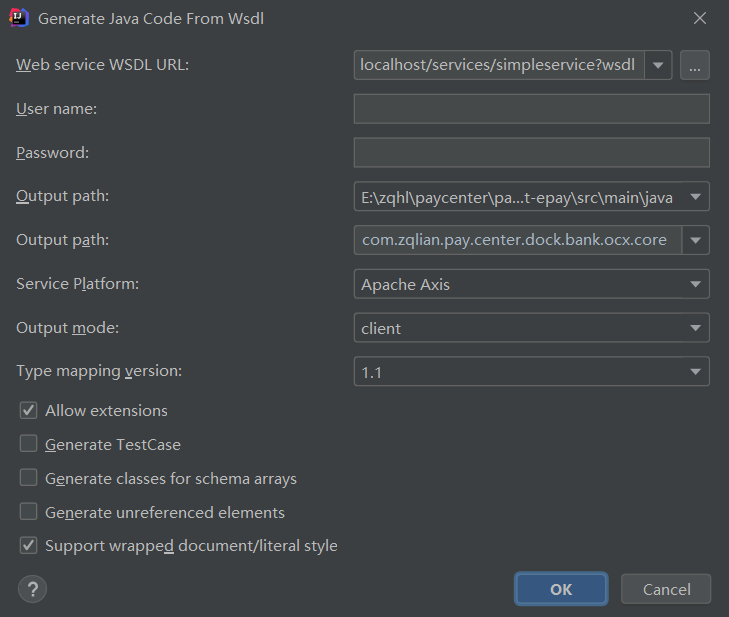 Generate Java Code From Wsdl
Web service WSDL URL: localhost/services/simpleservice?wsdl ...
User name:
Password:
Output path: E:\zqhl\paycenter\pa...t-epay\src\main\java
Output path: com.zqlian.pay.center.dock.bank.ocx.core
Service Platform: Apache Axis
Output mode: client
Type mapping version: 1.1
Allow extensions
Generate TestCase
Generate classes for schema arrays
Generate unreferenced elements
Support wrapped document/literal style
? OK Cancel